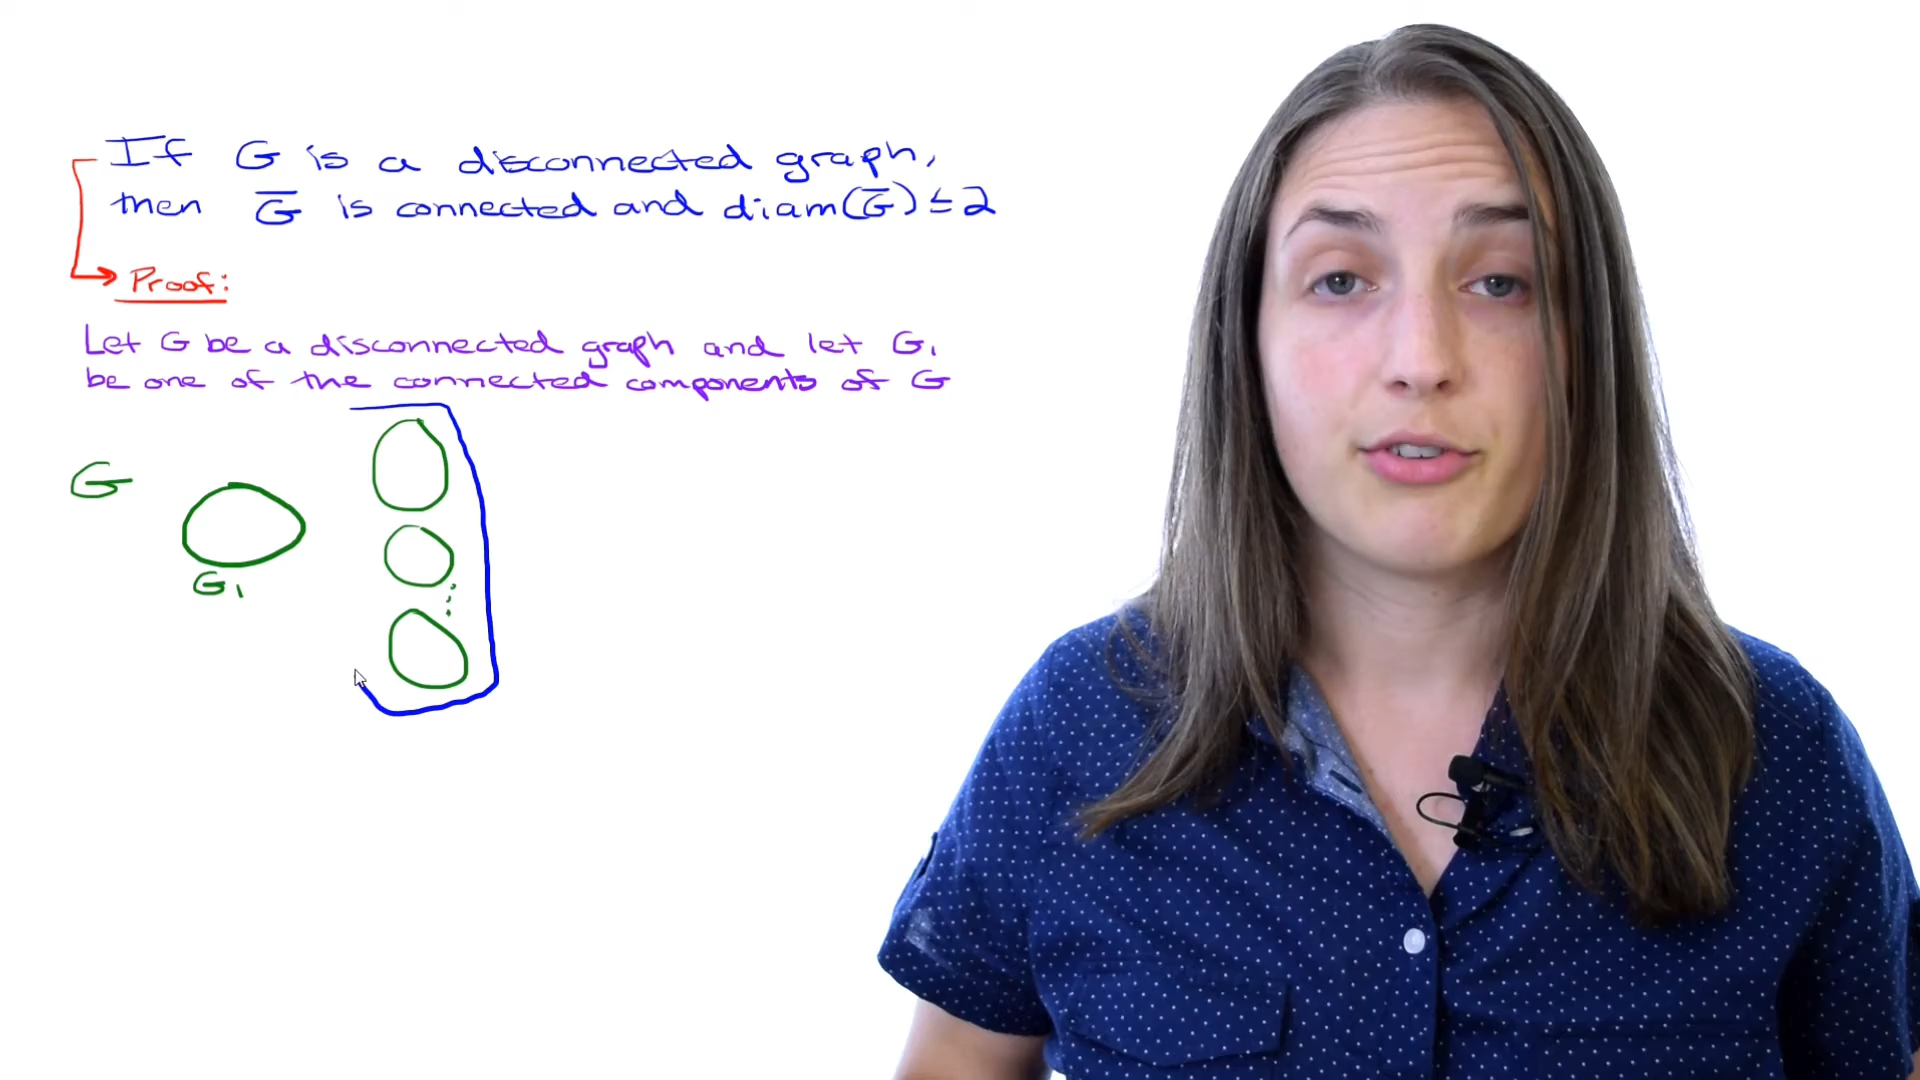 If G is a disconnected graph,
then G̅ is connected and diam(G̅) ≤ 2
Proof:
Let G be a disconnected graph and let G₁
be one of the connected components of G
G
G₁